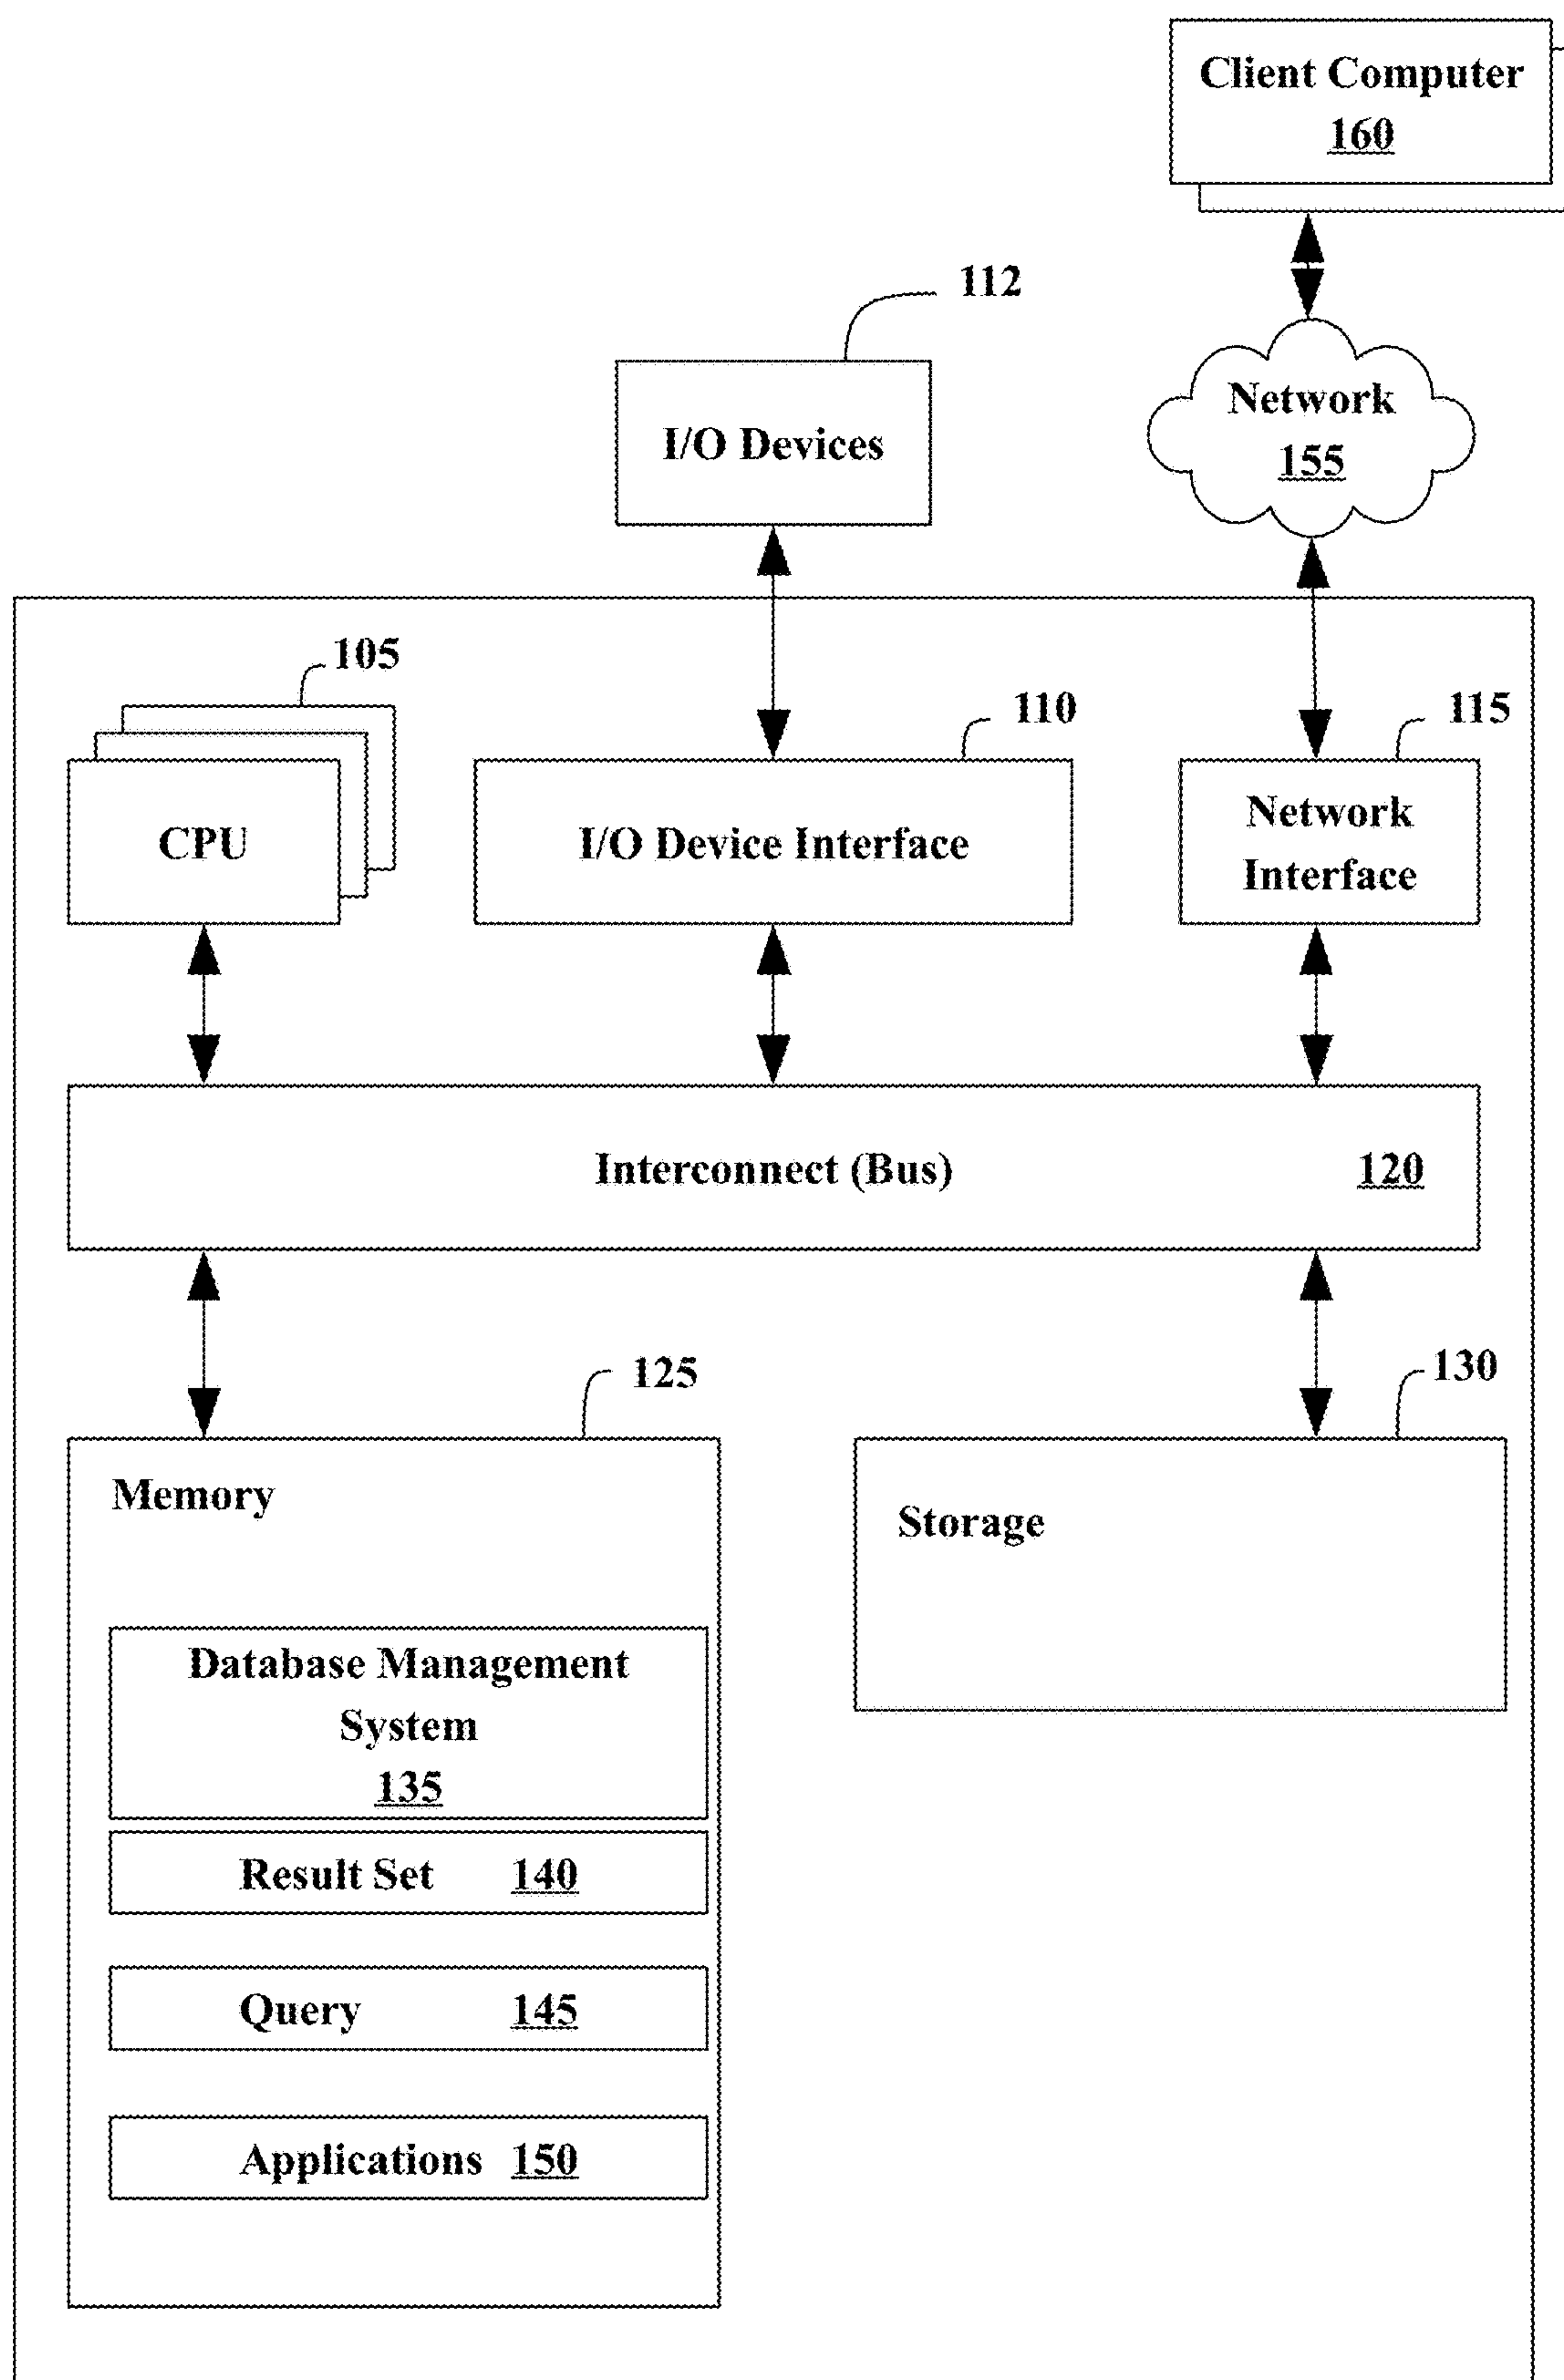 Client Computer
160
112
I/O Devices
Network
155
105
110
115
CPU
I/O Device Interface
Network
Interface
Interconnect (Bus) 120
125
130
Memory
Storage
Database Management
System
135
Result Set 140
Query 145
Applications 150